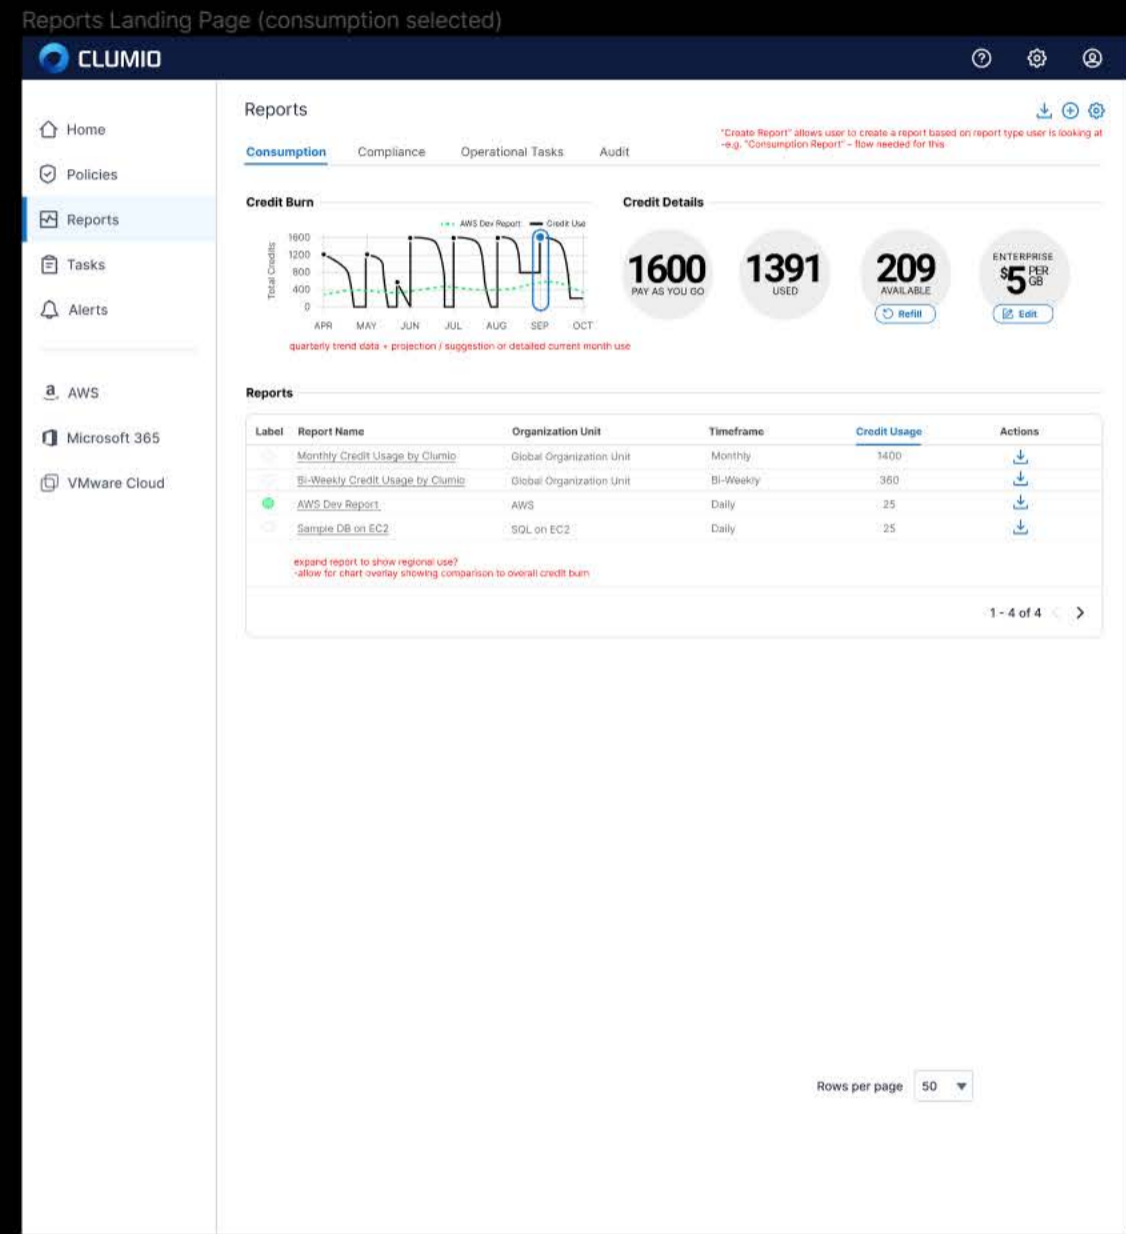 Reports Landing Page (consumption selected)
CLUMIO
Home
Policies
Reports
Tasks
Alerts
AWS
Microsoft 365
VMware Cloud
Reports
"Create Report" allows user to create a report based on report type user is looking at
-e.g. "Consumption Report" - flow needed for this
Consumption Compliance Operational Tasks Audit
Credit Burn
AWS Dev Report Credit Use
Total Credits
1600
1200
800
400
0
APR MAY JUN JUL AUG SEP OCT
quarterly trend data + projection / suggestion or detailed current month use
Credit Details
1600
PAY AS YOU GO
1391
USED
209
AVAILABLE
Refill
ENTERPRISE
$5 PER GB
Edit
Reports
Label Report Name Organization Unit Timeframe Credit Usage Actions
Monthly Credit Usage by Clumio Global Organization Unit Monthly 1400
Bi-Weekly Credit Usage by Clumio Global Organization Unit Bi-Weekly 360
AWS Dev Report AWS Daily 25
Sample DB on EC2 SQL on EC2 Daily 25
expand report to show regional use?
-allow for chart overlay showing comparison to overall credit burn
1 - 4 of 4
Rows per page 50